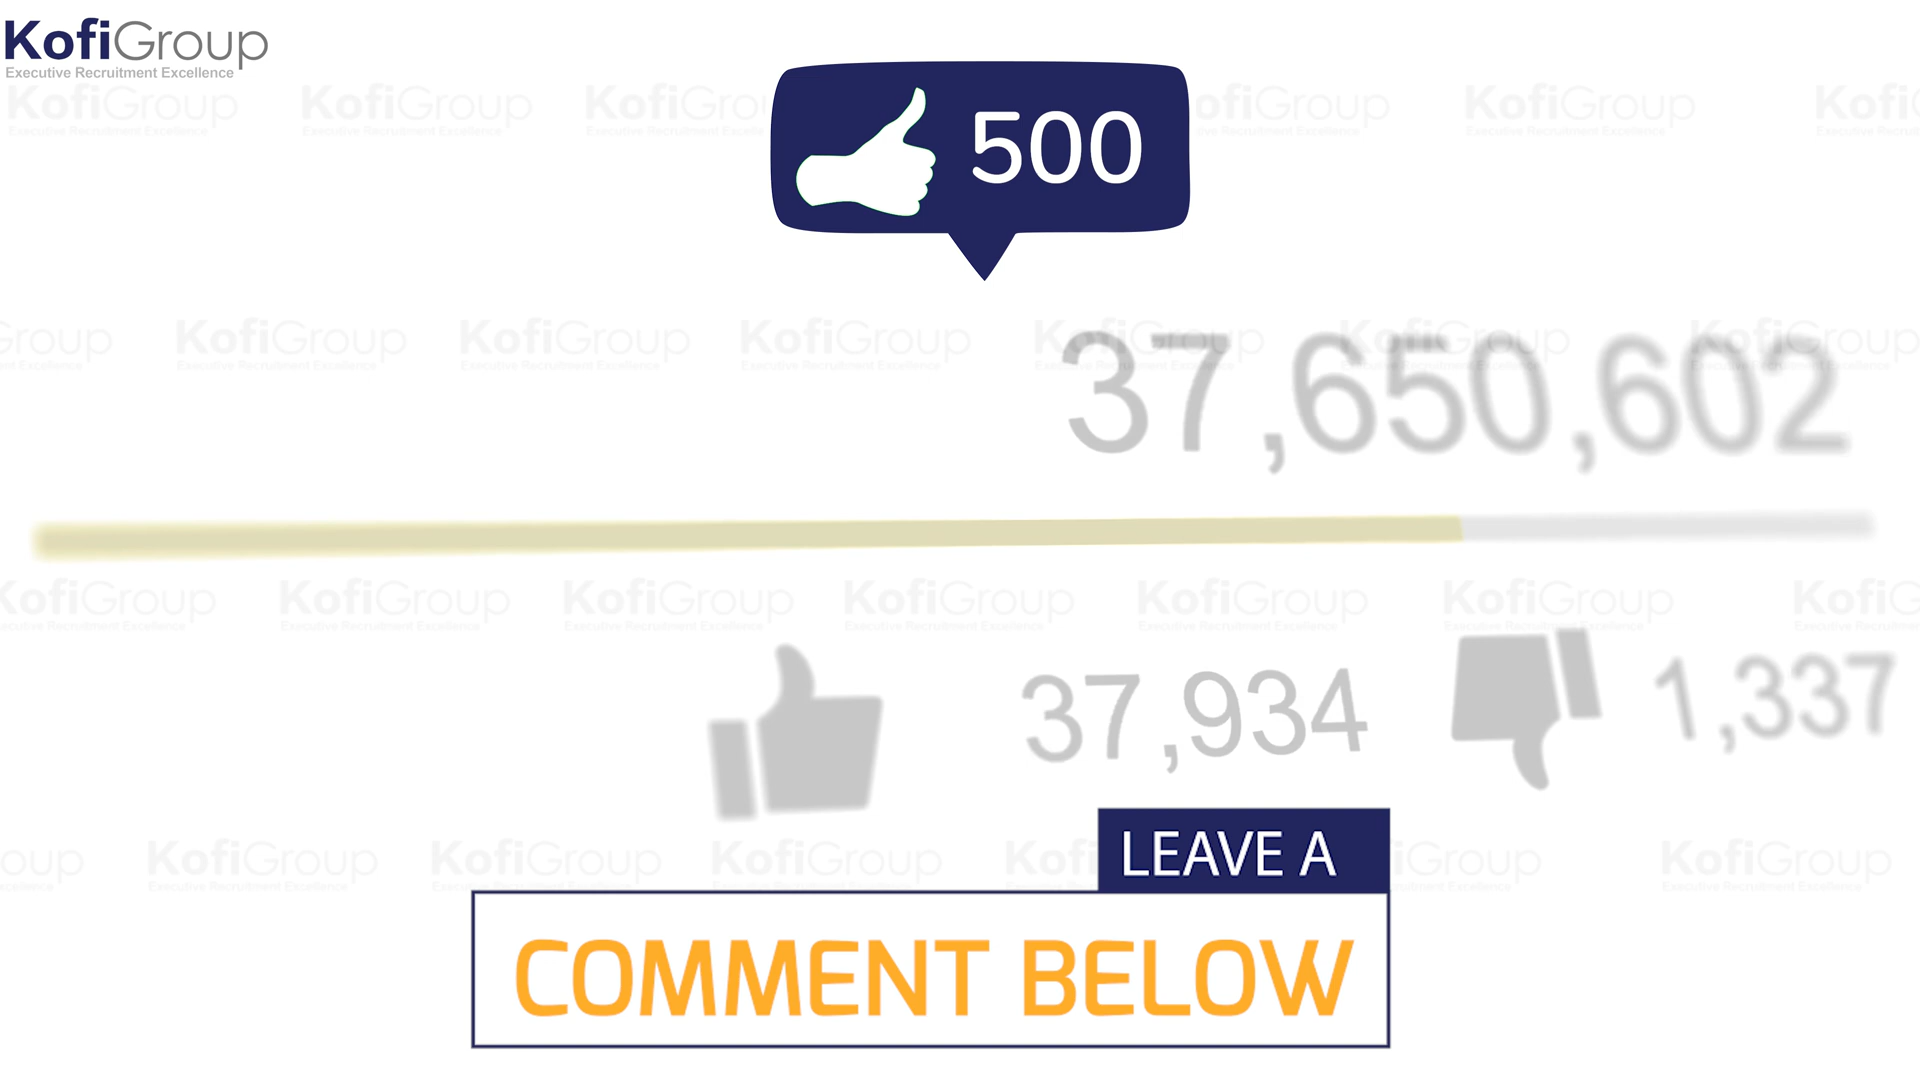 KofiGroup
Executive Recruitment Excellence
500
37,650,602
37,934
1,337
LEAVE A
COMMENT BELOW